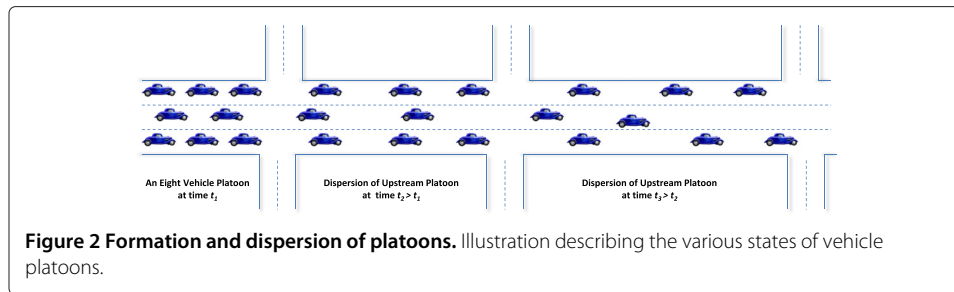 An Eight Vehicle Platoon
at time t1
Dispersion of Upstream Platoon
at time t2 > t1
Dispersion of Upstream Platoon
at time t3 > t2
Figure 2 Formation and dispersion of platoons. Illustration describing the various states of vehicle
platoons.